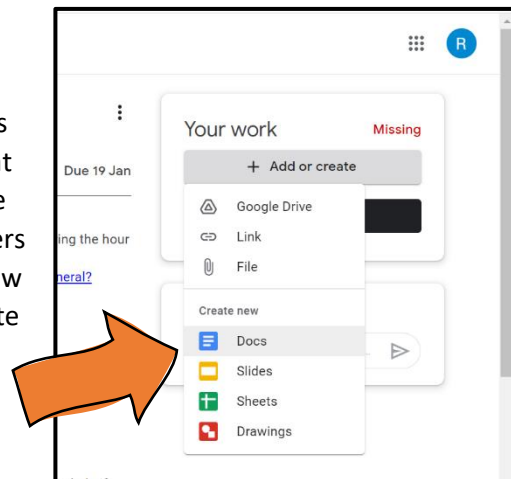 R
Your work
Missing
+ Add or create
Due 19 Jan
Google Drive
Link
ing the hour
File
neral?
Create new
Docs
Slides
Sheets
Drawings